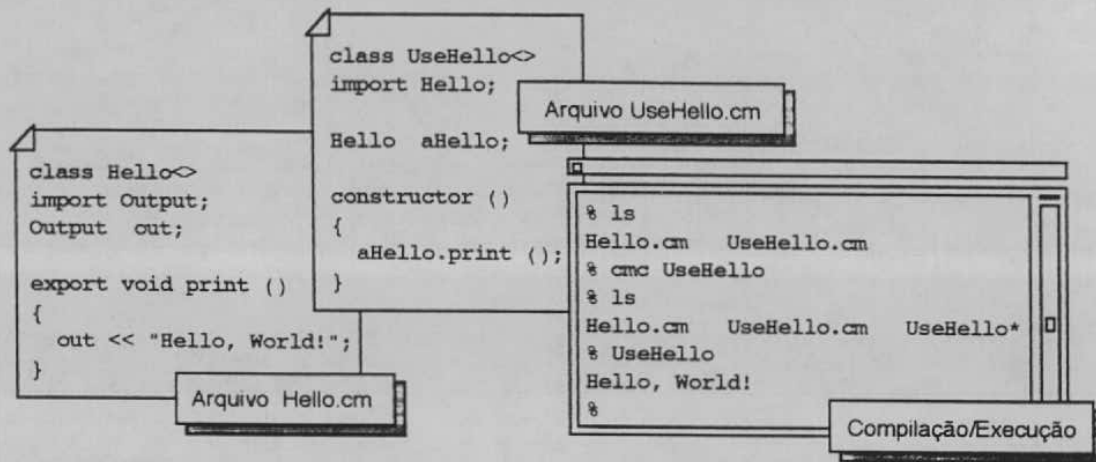 class Hello<>
import Output;
Output out;
export void print ()
{
out << "Hello, World!";
}
Arquivo Hello.cm
class UseHello<>
import Hello;
Hello aHello;
constructor ()
{
aHello.print ();
}
Arquivo UseHello.cm
% ls
Hello.cm UseHello.cm
% cmc UseHello
% ls
Hello.cm UseHello.cm UseHello*
% UseHello
Hello, World!
%
Compilação/Execução